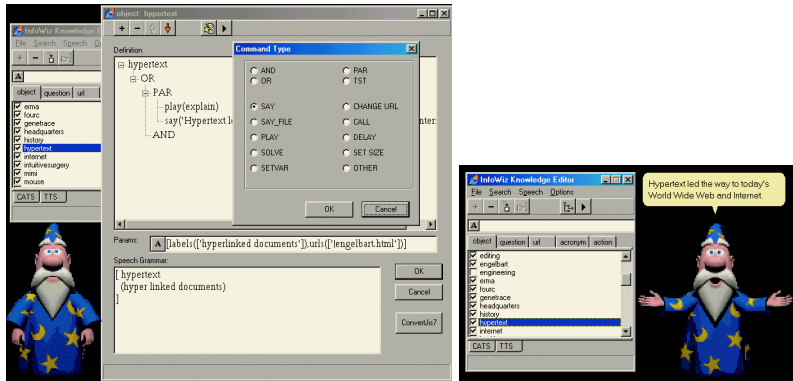 object: hypertext
InfoWiz Knowledge
File Search Speech
A
object question url
erma
fourc
genetrace
headquarters
history
hypertext
internet
intuitivesurgery
mimi
mouse
CATS TTS
Definition
hypertext
OR
PAR
play(explain)
say('Hypertext
AND
Command Type
AND PAR
OR TST
SAY CHANGE URL
SAY_FILE CALL
PLAY DELAY
SOLVE SET SIZE
SETVAR OTHER
OK Cancel
Params: A [labels(['hyperlinked documents']),urls(['engelbart.html'])]
Speech Grammar:
[ hypertext
(hyper linked documents)
]
OK
Cancel
ConvertJis7
InfoWiz Knowledge Editor
File Search Speech Options
A
object question url acronym action
editing
engelbart
engineering
erma
fourc
genetrace
headquarters
history
hypertext
internet
CATS TTS
Hypertext led the way to today's
World Wide Web and Internet.